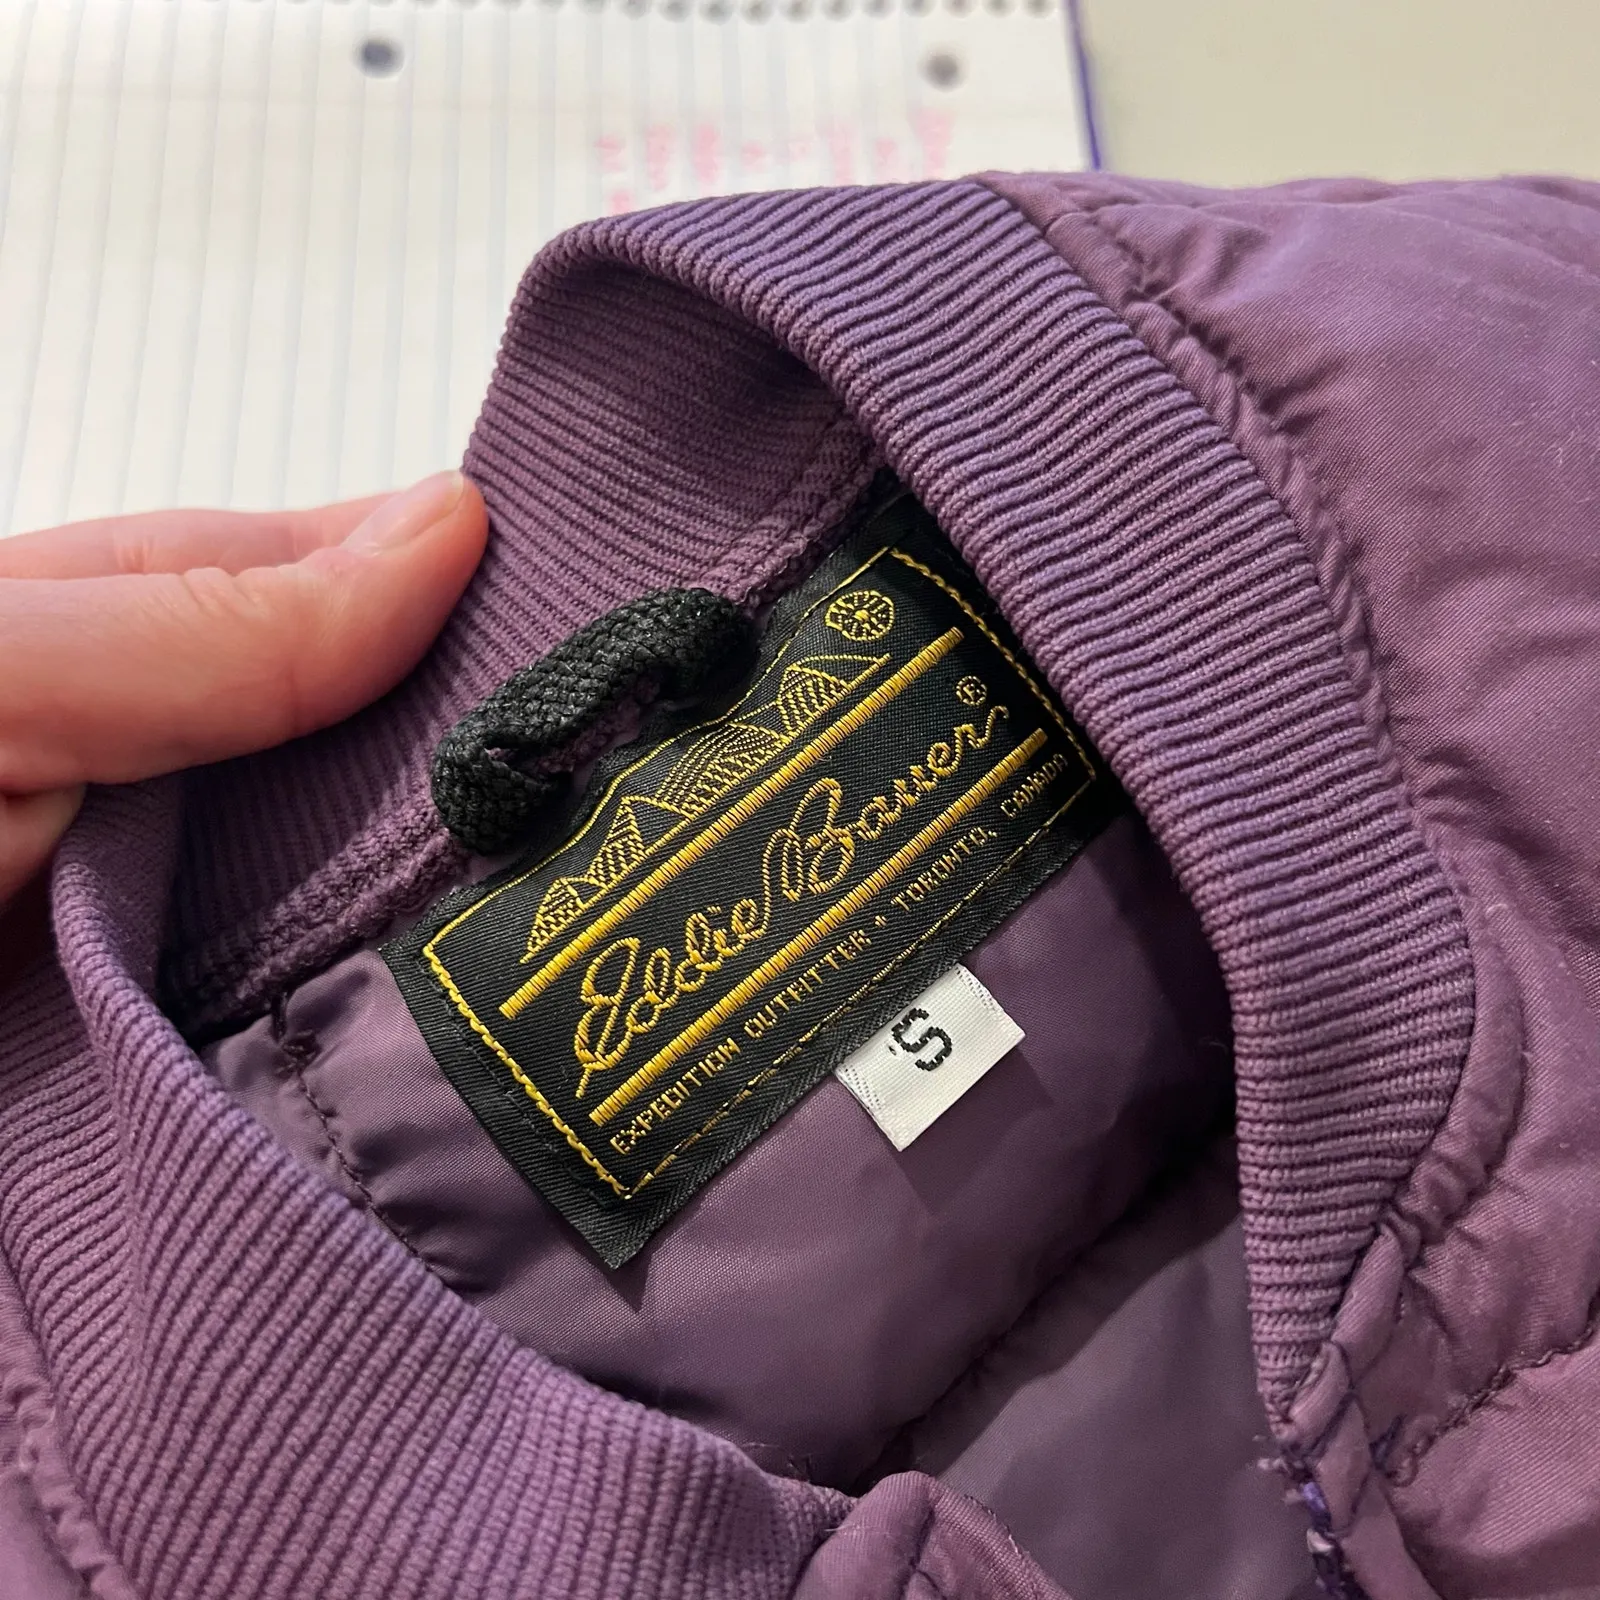 Eddie Bauer®
EXPEDITION OUTFITTER · TORONTO, CANADA
S